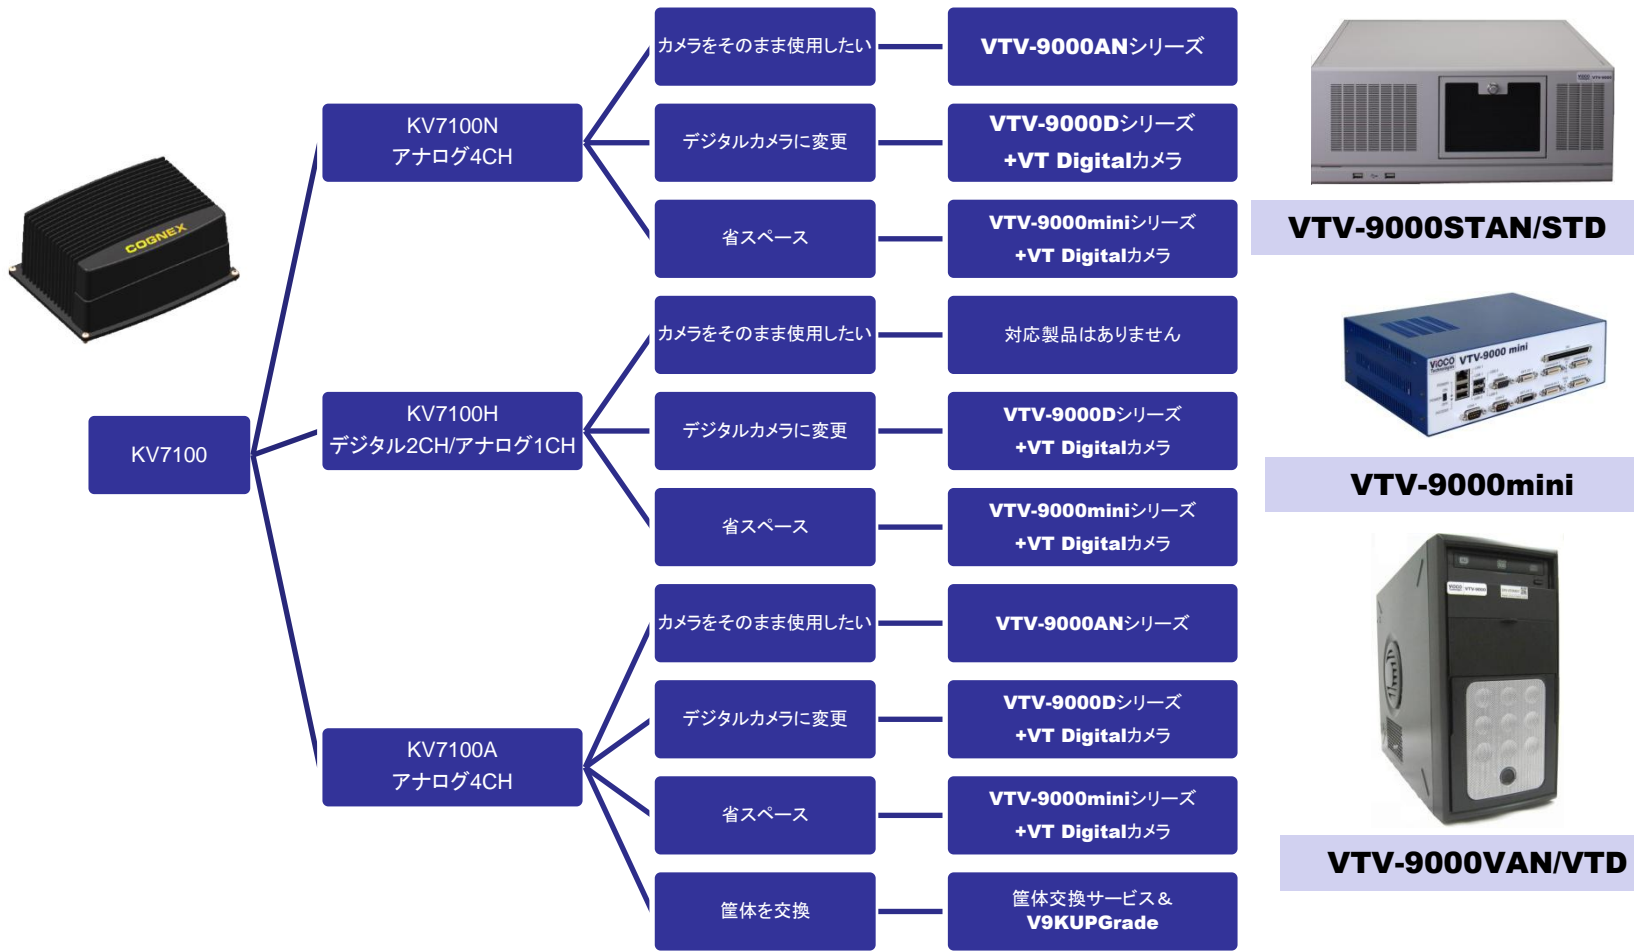 COGNEX
KV7100
KV7100N
アナログ4CH
カメラをそのまま使用したい
VTV-9000ANシリーズ
デジタルカメラに変更
VTV-9000Dシリーズ
+VT Digitalカメラ
省スペース
VTV-9000miniシリーズ
+VT Digitalカメラ
KV7100H
デジタル2CH/アナログ1CH
カメラをそのまま使用したい
対応製品はありません
デジタルカメラに変更
VTV-9000Dシリーズ
+VT Digitalカメラ
省スペース
VTV-9000miniシリーズ
+VT Digitalカメラ
KV7100A
アナログ4CH
カメラをそのまま使用したい
VTV-9000ANシリーズ
デジタルカメラに変更
VTV-9000Dシリーズ
+VT Digitalカメラ
省スペース
VTV-9000miniシリーズ
+VT Digitalカメラ
筐体を交換
筐体交換サービス＆
V9KUPGrade
VTV-9000STAN/STD
ViOCO
Technologies
VTV-9000 mini
VTV-9000mini
VTV-9000VAN/VTD